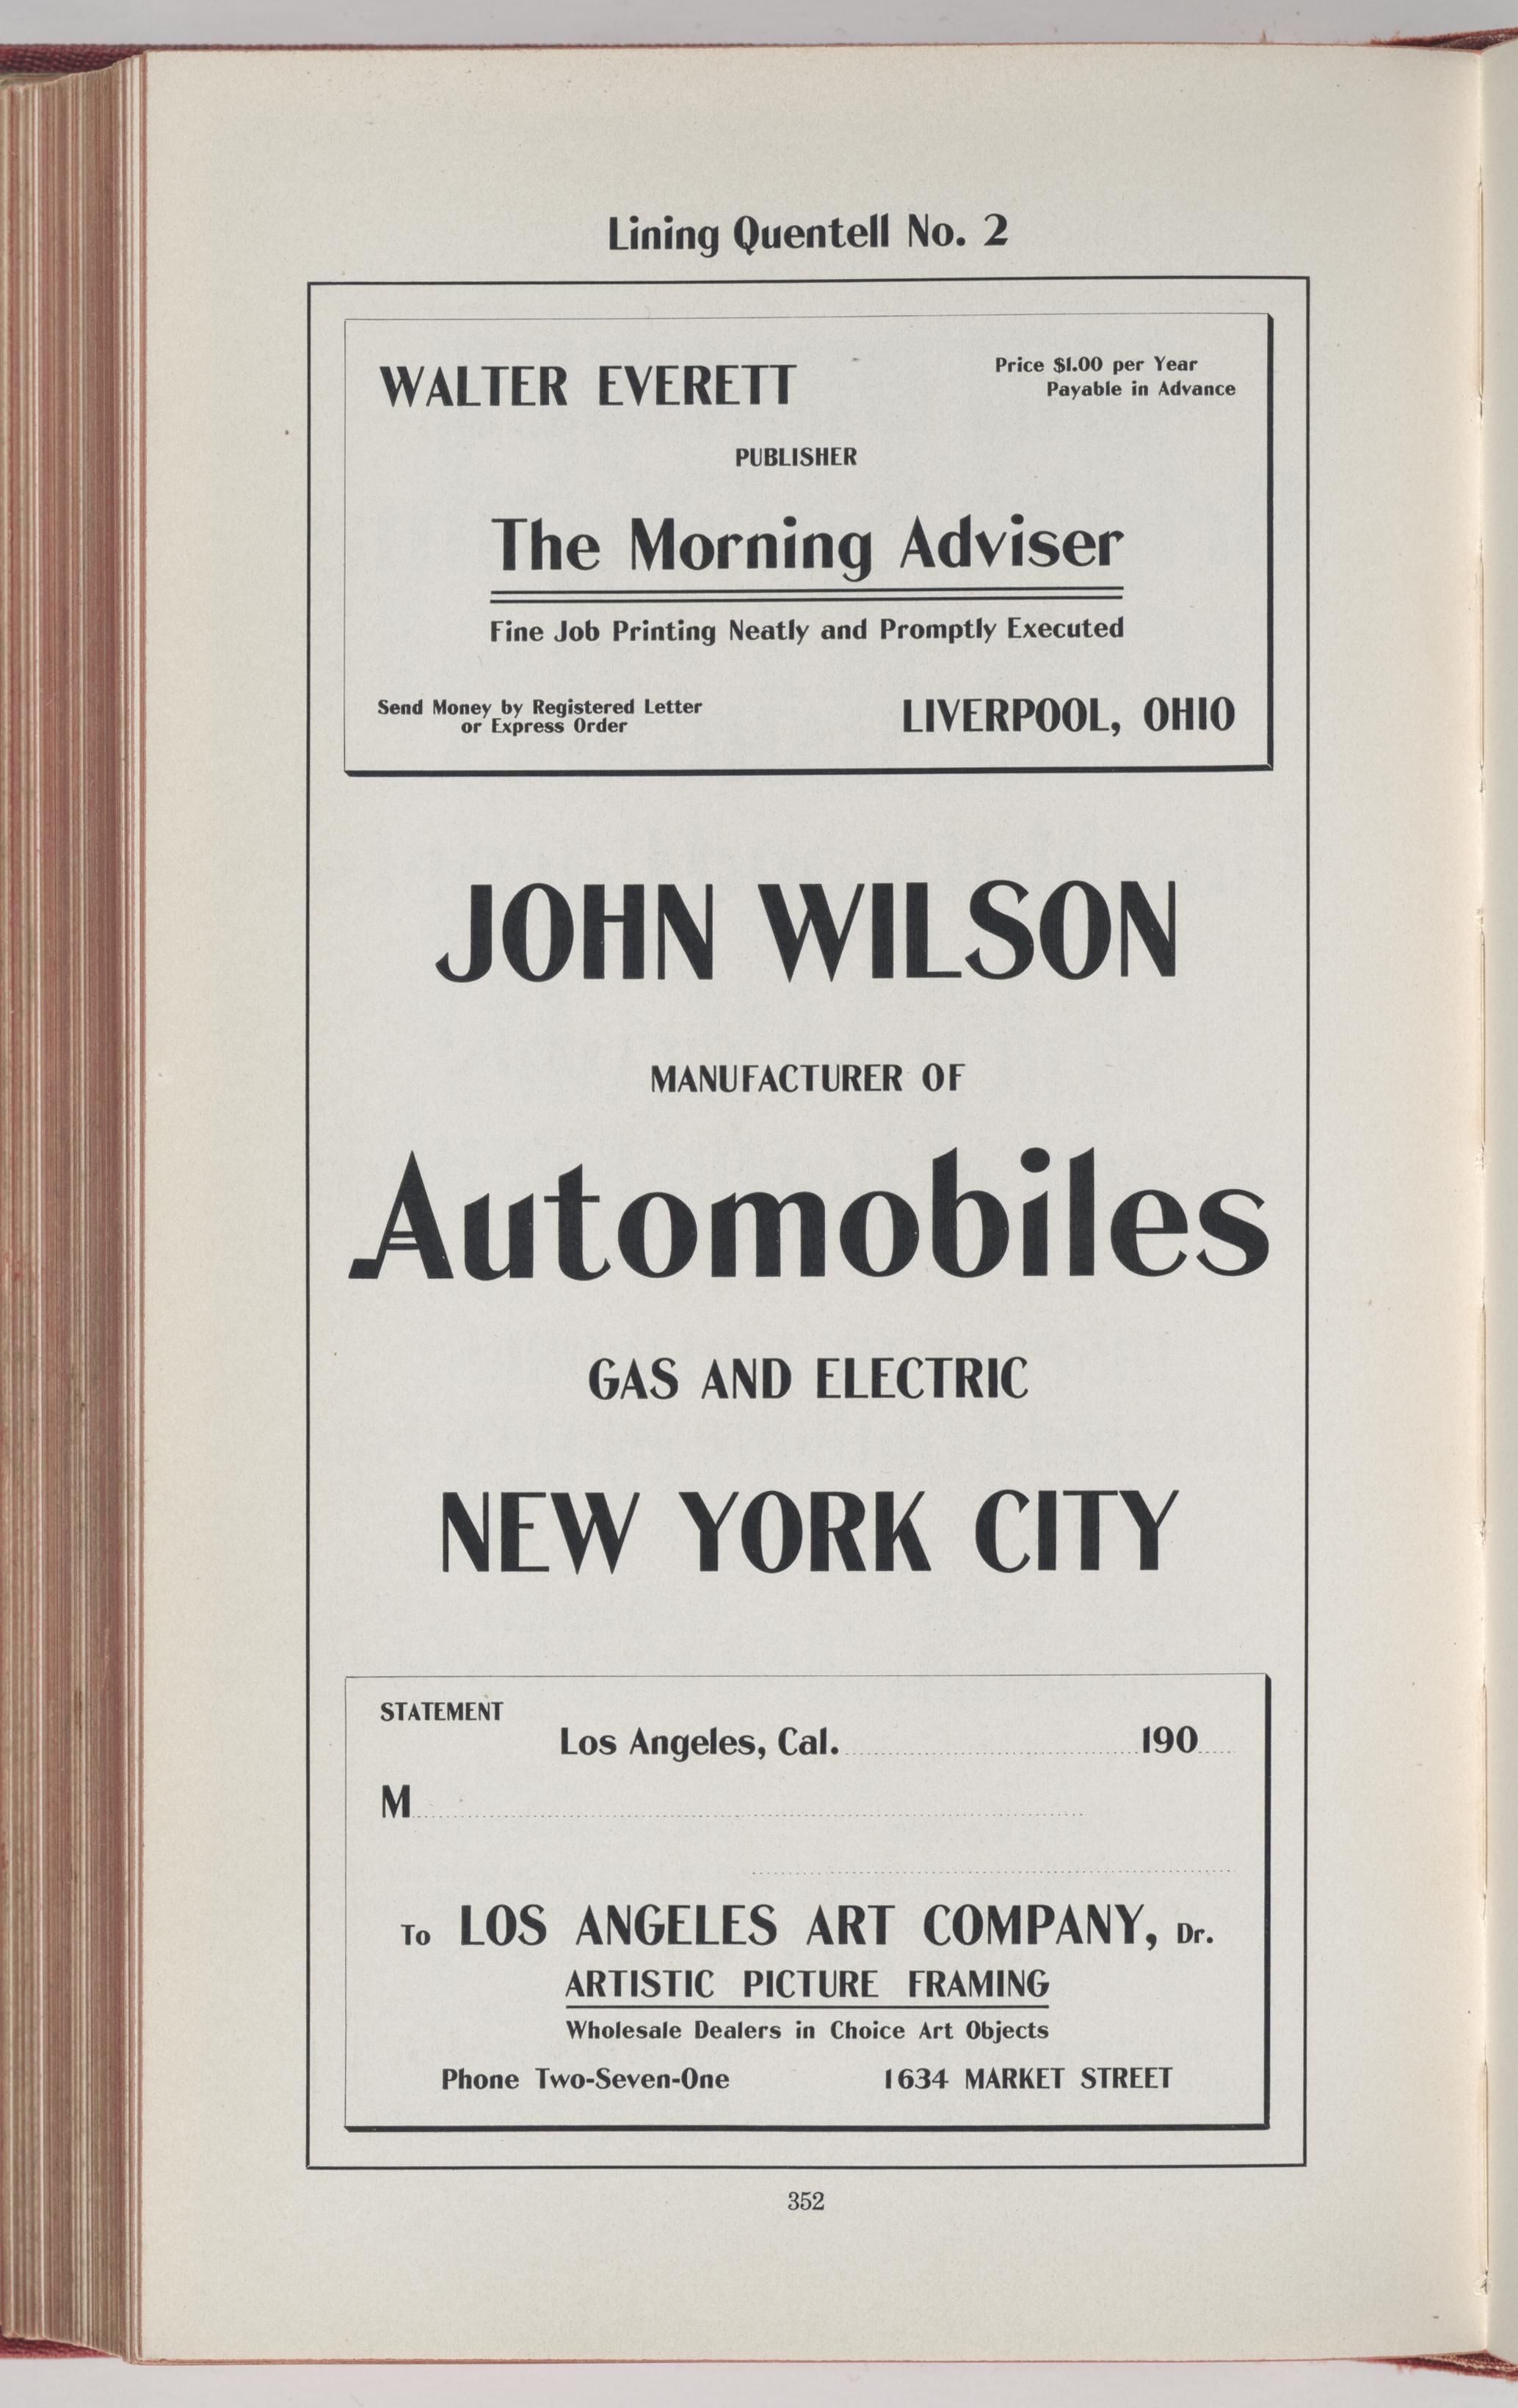 Lining Quentell No. 2
WALTER EVERETT
Price $1.00 per Year
Payable in Advance
PUBLISHER
The Morning Adviser
Fine Job Printing Neatly and Promptly Executed
Send Money by Registered Letter
or Express Order
LIVERPOOL, OHIO
JOHN WILSON
MANUFACTURER OF
Automobiles
GAS AND ELECTRIC
NEW YORK CITY
STATEMENT
Los Angeles, Cal. 190
M
To LOS ANGELES ART COMPANY, Dr.
ARTISTIC PICTURE FRAMING
Wholesale Dealers in Choice Art Objects
Phone Two-Seven-One 1634 MARKET STREET
352